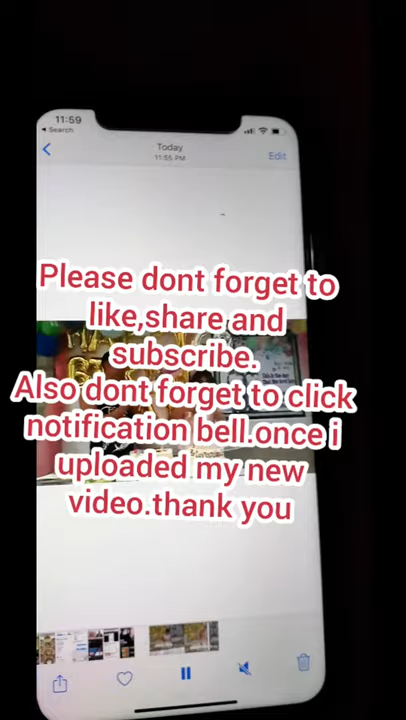 11:59
Search
Today
11:55 PM
Edit
Please dont forget to
like,share and
subscribe.
Also dont forget to click
notification bell.once i
uploaded my new
video.thank you